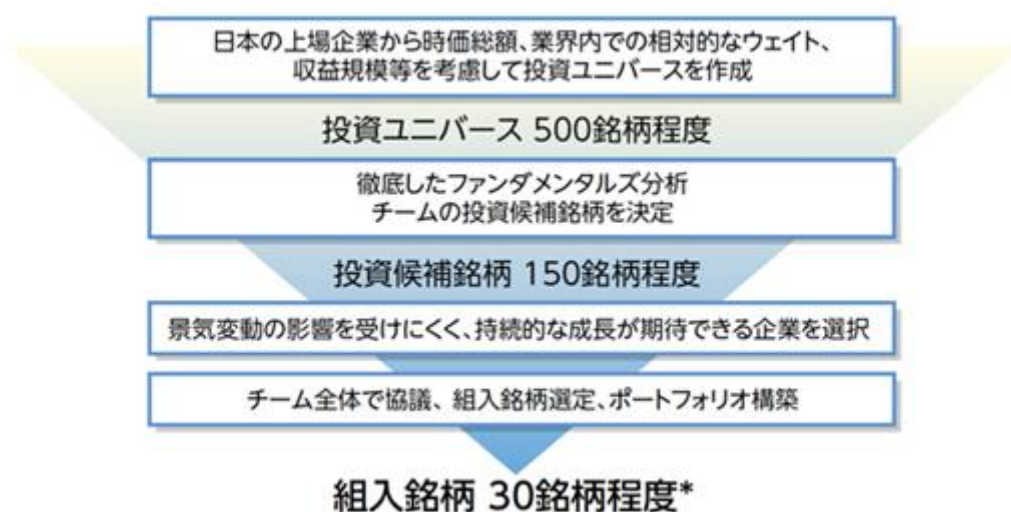 日本の上場企業から時価総額、業界内での相対的なウェイト、
収益規模等を考慮して投資ユニバースを作成
投資ユニバース 500銘柄程度
徹底したファンダメンタルズ分析
チームの投資候補銘柄を決定
投資候補銘柄 150銘柄程度
景気変動の影響を受けにくく、持続的な成長が期待できる企業を選択
チーム全体で協議、組入銘柄選定、ポートフォリオ構築
組入銘柄 30銘柄程度*